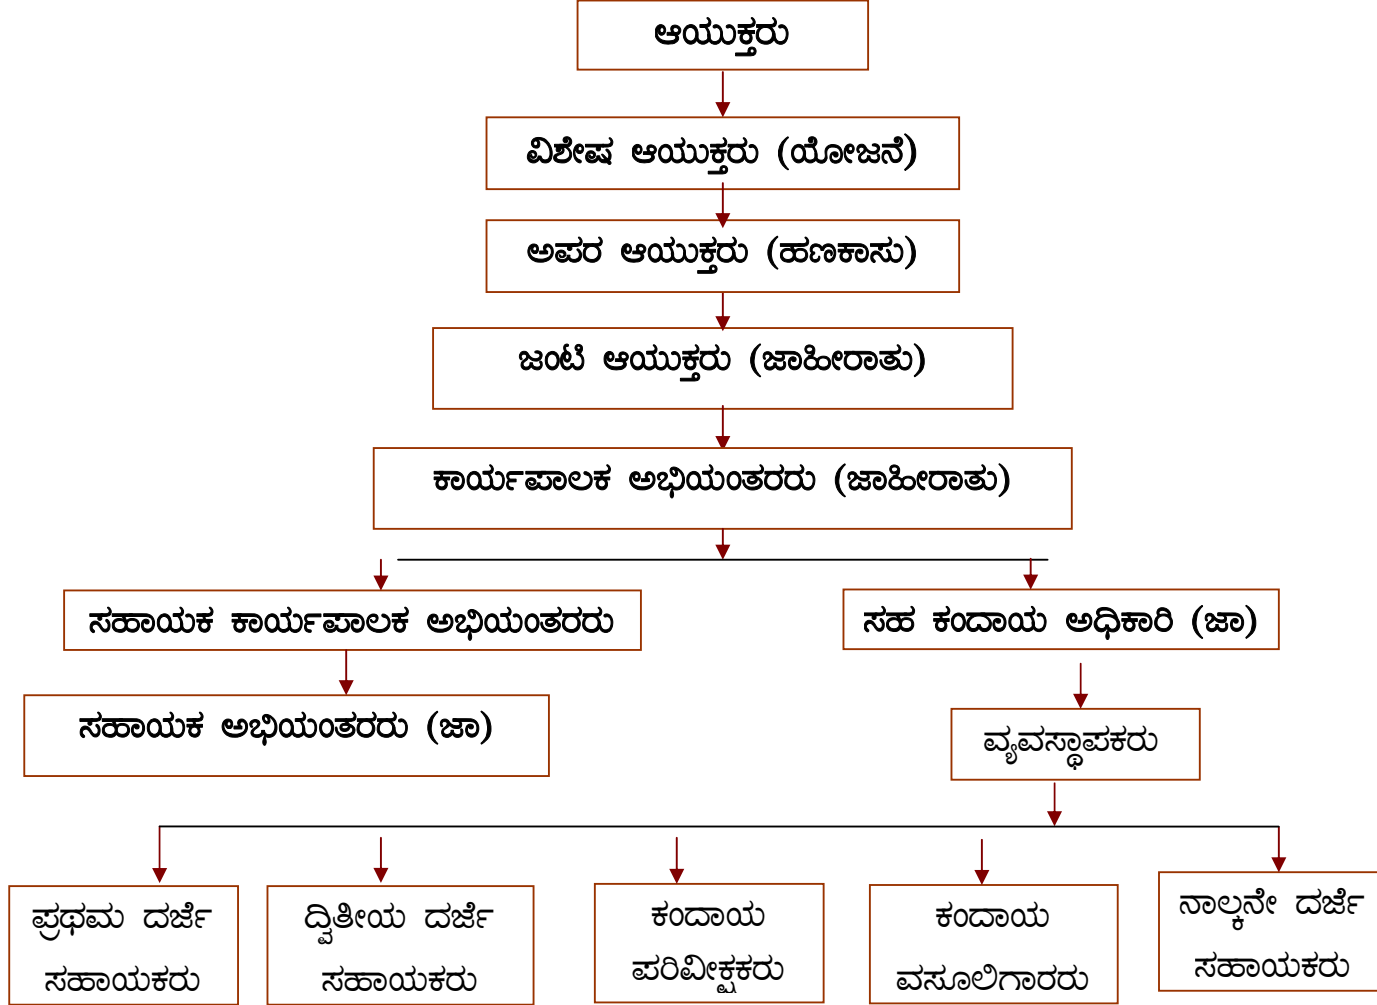 ಆಯುಕ್ತರು
ವಿಶೇಷ ಆಯುಕ್ತರು (ಯೋಜನೆ)
ಅಪರ ಆಯುಕ್ತರು (ಹಣಕಾಸು)
ಜಂಟಿ ಆಯುಕ್ತರು (ಜಾಹೀರಾತು)
ಕಾರ್ಯಪಾಲಕ ಅಭಿಯಂತರರು (ಜಾಹೀರಾತು)
ಸಹಾಯಕ ಕಾರ್ಯಪಾಲಕ ಅಭಿಯಂತರರು
ಸಹ ಕಂದಾಯ ಅಧಿಕಾರಿ (ಜಾ)
ಸಹಾಯಕ ಅಭಿಯಂತರರು (ಜಾ)
ವ್ಯವಸ್ಥಾಪಕರು
ಪ್ರಥಮ ದರ್ಜೆ
ಸಹಾಯಕರು
ದ್ವಿತೀಯ ದರ್ಜೆ
ಸಹಾಯಕರು
ಕಂದಾಯ
ಪರಿವೀಕ್ಷಕರು
ಕಂದಾಯ
ವಸೂಲಿಗಾರರು
ನಾಲ್ಕನೇ ದರ್ಜೆ
ಸಹಾಯಕರು